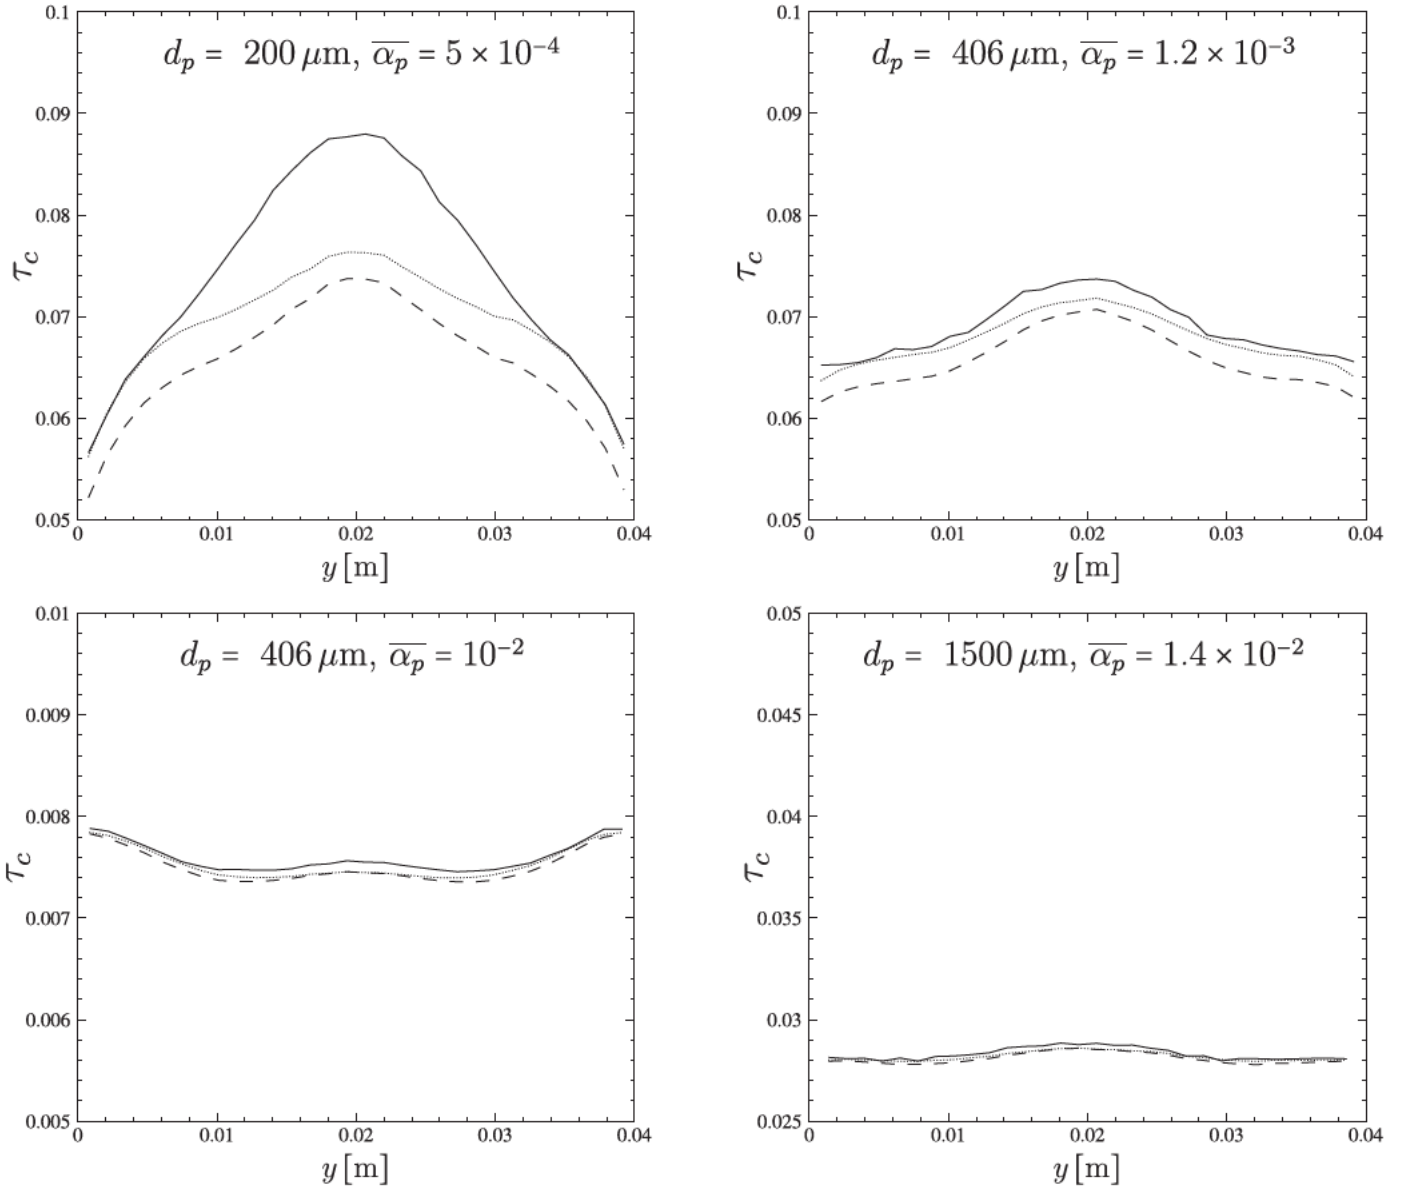 0.1
d_p = 200 μm, \overline{α_p} = 5 × 10⁻⁴
0.09
0.08
τ_c
0.07
0.06
0.05
0 0.01 0.02 0.03 0.04
y [m]
0.1
d_p = 406 μm, \overline{α_p} = 1.2 × 10⁻³
0.09
0.08
τ_c
0.07
0.06
0.05
0 0.01 0.02 0.03 0.04
y [m]
0.01
d_p = 406 μm, \overline{α_p} = 10⁻²
0.009
0.008
τ_c
0.007
0.006
0.005
0 0.01 0.02 0.03 0.04
y [m]
0.05
d_p = 1500 μm, \overline{α_p} = 1.4 × 10⁻²
0.045
0.04
τ_c
0.035
0.03
0.025
0 0.01 0.02 0.03 0.04
y [m]